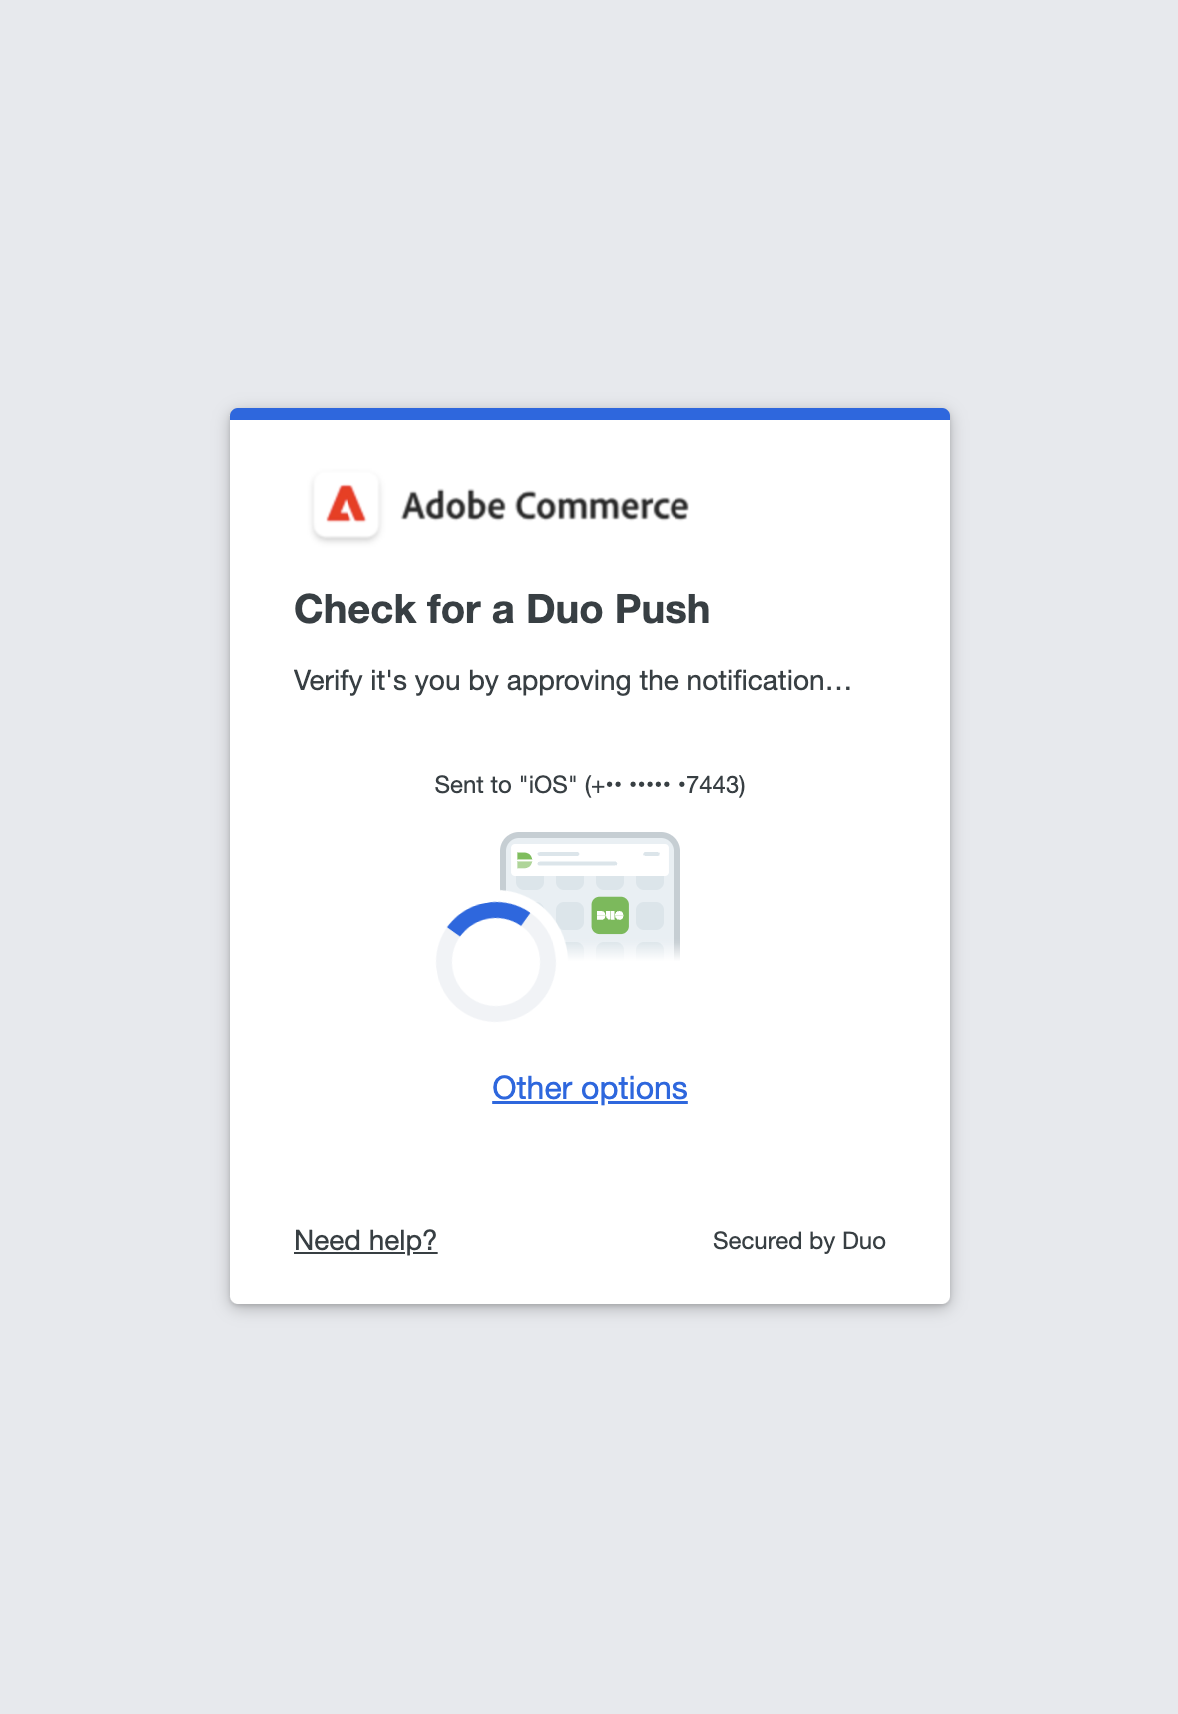 Adobe Commerce
Check for a Duo Push
Verify it's you by approving the notification...
Sent to "iOS" (+•• ••••• •7443)
DUO
Other options
Need help?
Secured by Duo